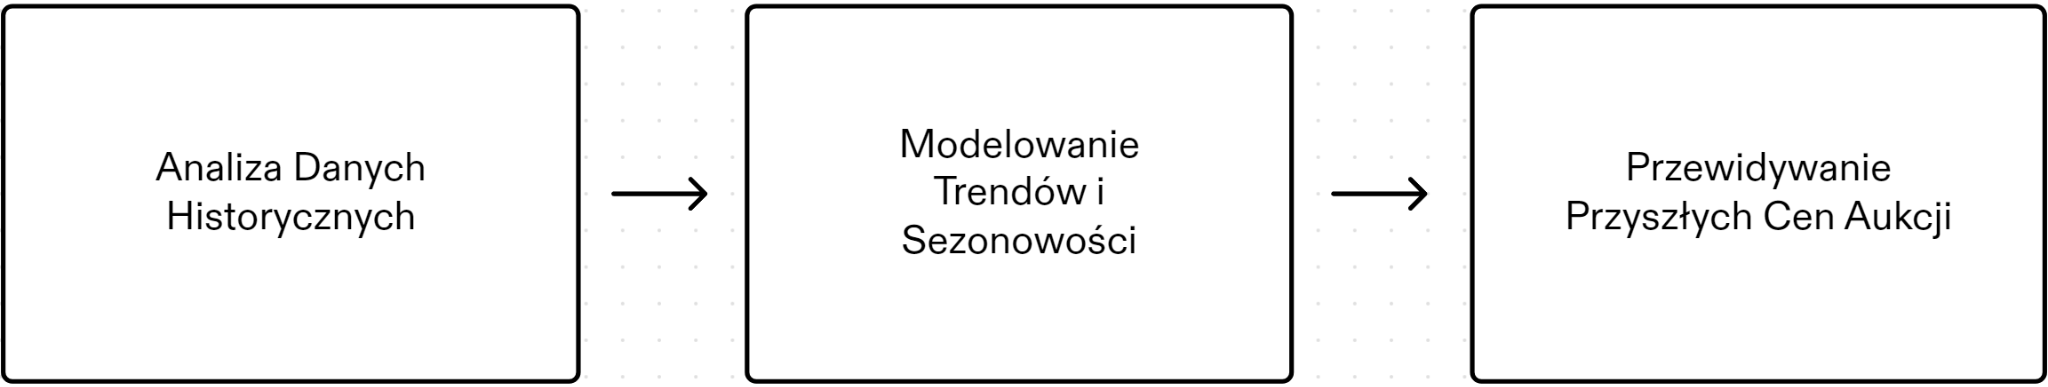 Analiza Danych
Historycznych
Modelowanie
Trendów i
Sezonowości
Przewidywanie
Przyszłych Cen Aukcji